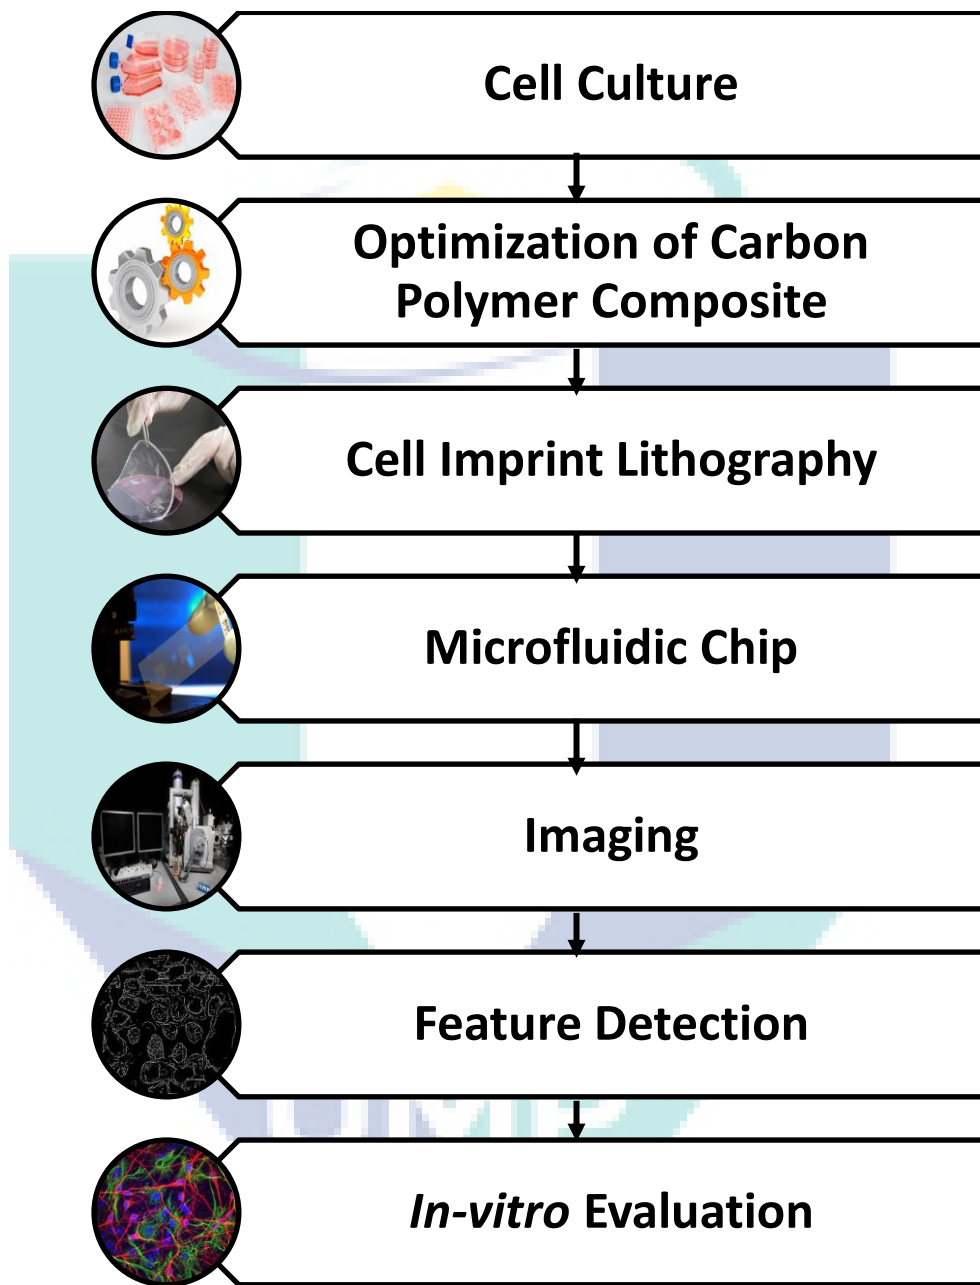 Cell Culture
Optimization of Carbon
Polymer Composite
Cell Imprint Lithography
Microfluidic Chip
Imaging
Feature Detection
In-vitro Evaluation